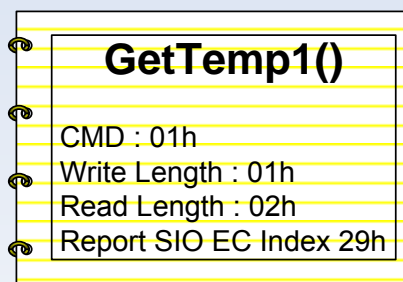 GetTemp1()
CMD : 01h
Write Length : 01h
Read Length : 02h
Report SIO EC Index 29h